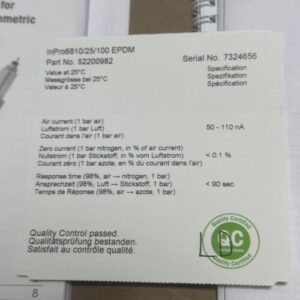 for
ometric
InPro6810/25/100 EPDM
Part No. 52200982
Serial No. 7324656
Value at 25°C
Messgrösse bei 25°C
Valeur à 25°C
Specification
Spezifikation
Spécification
Air current (1 bar air)
Luftstrom (1 bar Luft)
Courant dans l'air (1 bar air)
50 - 110 nA
Zero current (1 bar nitrogen, in % of air current)
Nullstrom (1 bar Stickstoff, in % vom Luftstrom)
Courant zéro (1 bar azote, en % du courant dans l'air)
< 0.1 %
Response time (98%, air → nitrogen, 1 bar)
Ansprechzeit (98%, Luft → Stickstoff, 1 bar)
Temps de Réponse (98%, air → azote, 1 bar)
< 90 sec
Quality Control passed.
Qualitätsprüfung bestanden.
Satisfait au contrôle qualité.
Quality Certified
QC
Quality Certified
8